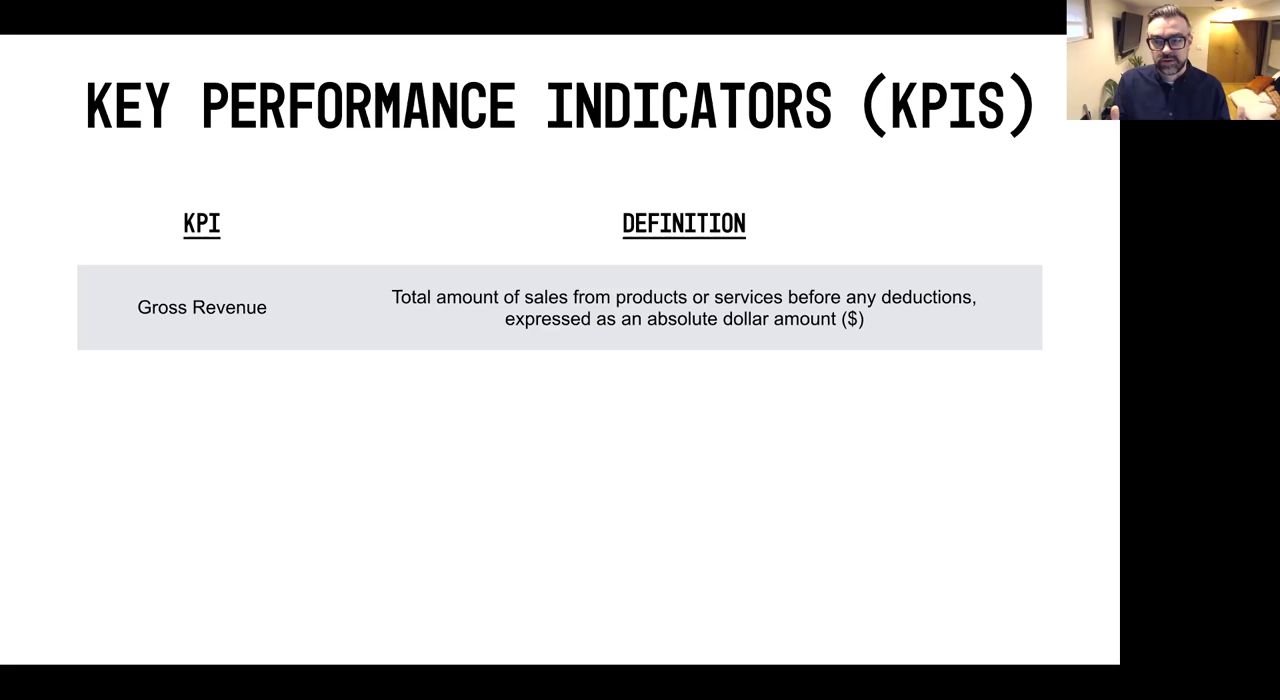 KEY PERFORMANCE INDICATORS (KPIS)
KPI
DEFINITION
Gross Revenue
Total amount of sales from products or services before any deductions,
expressed as an absolute dollar amount ($)